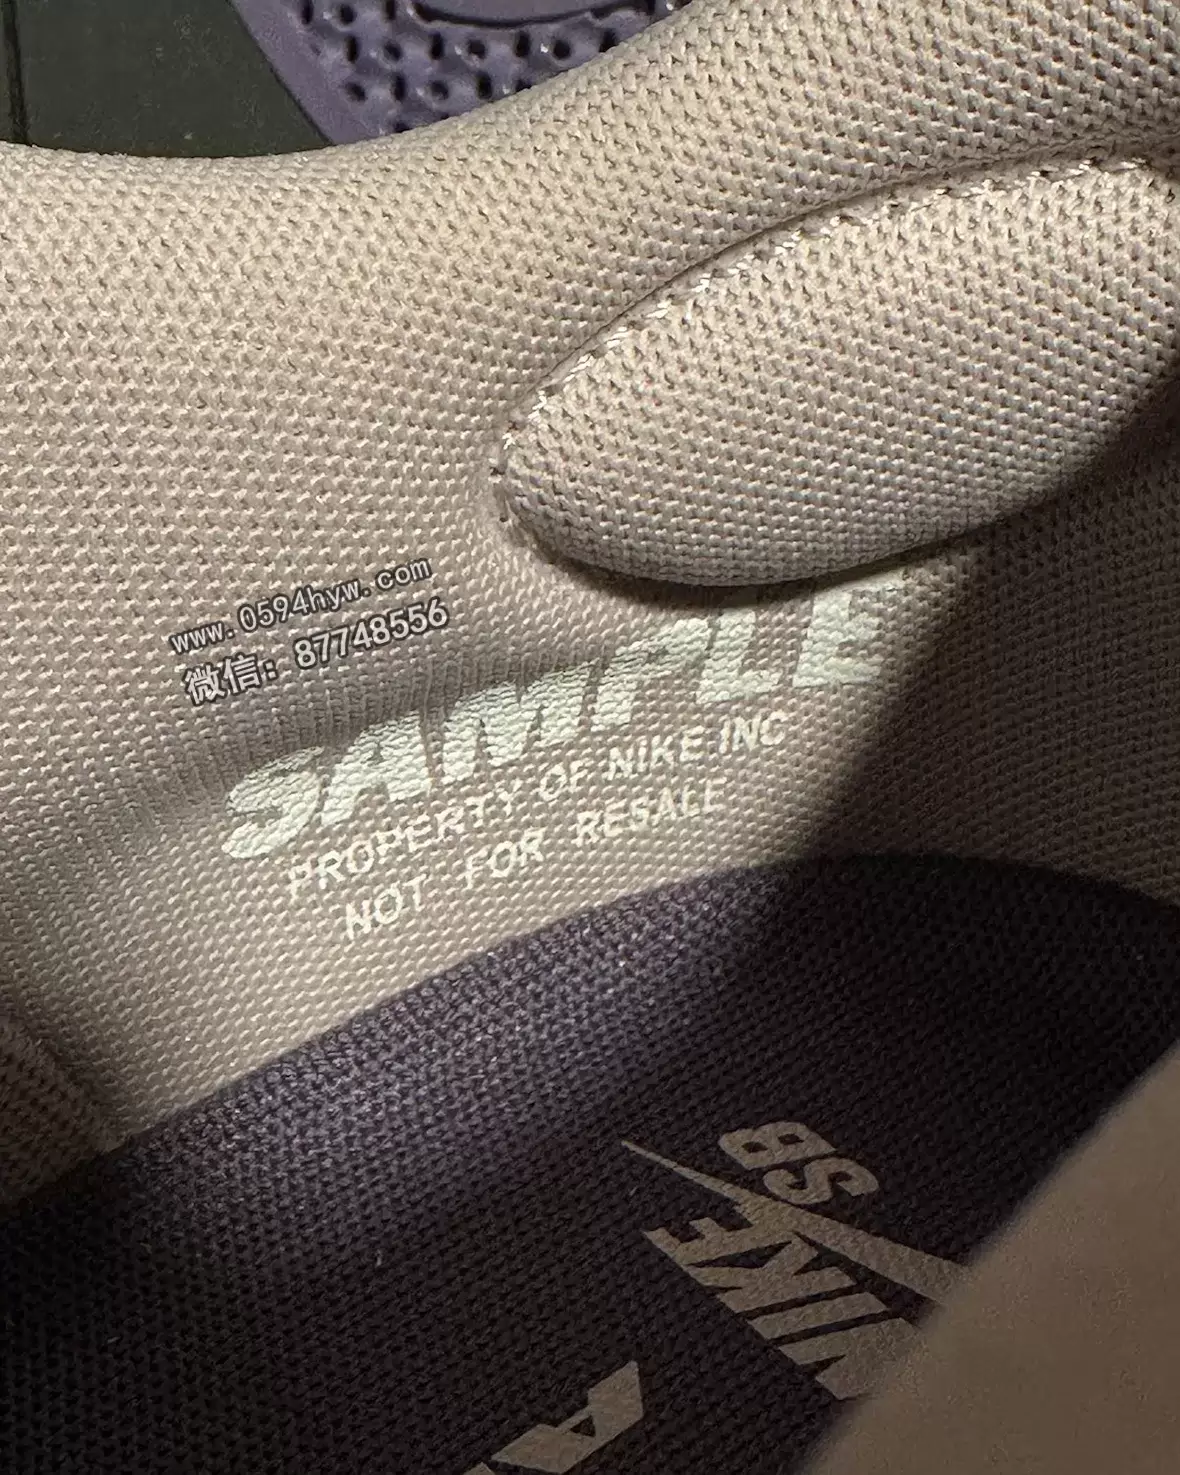 www.0594hyw.com
微信: 87748556
SAMPLE
PROPERTY OF NIKE INC
NOT FOR RESALE
SB
NIKE